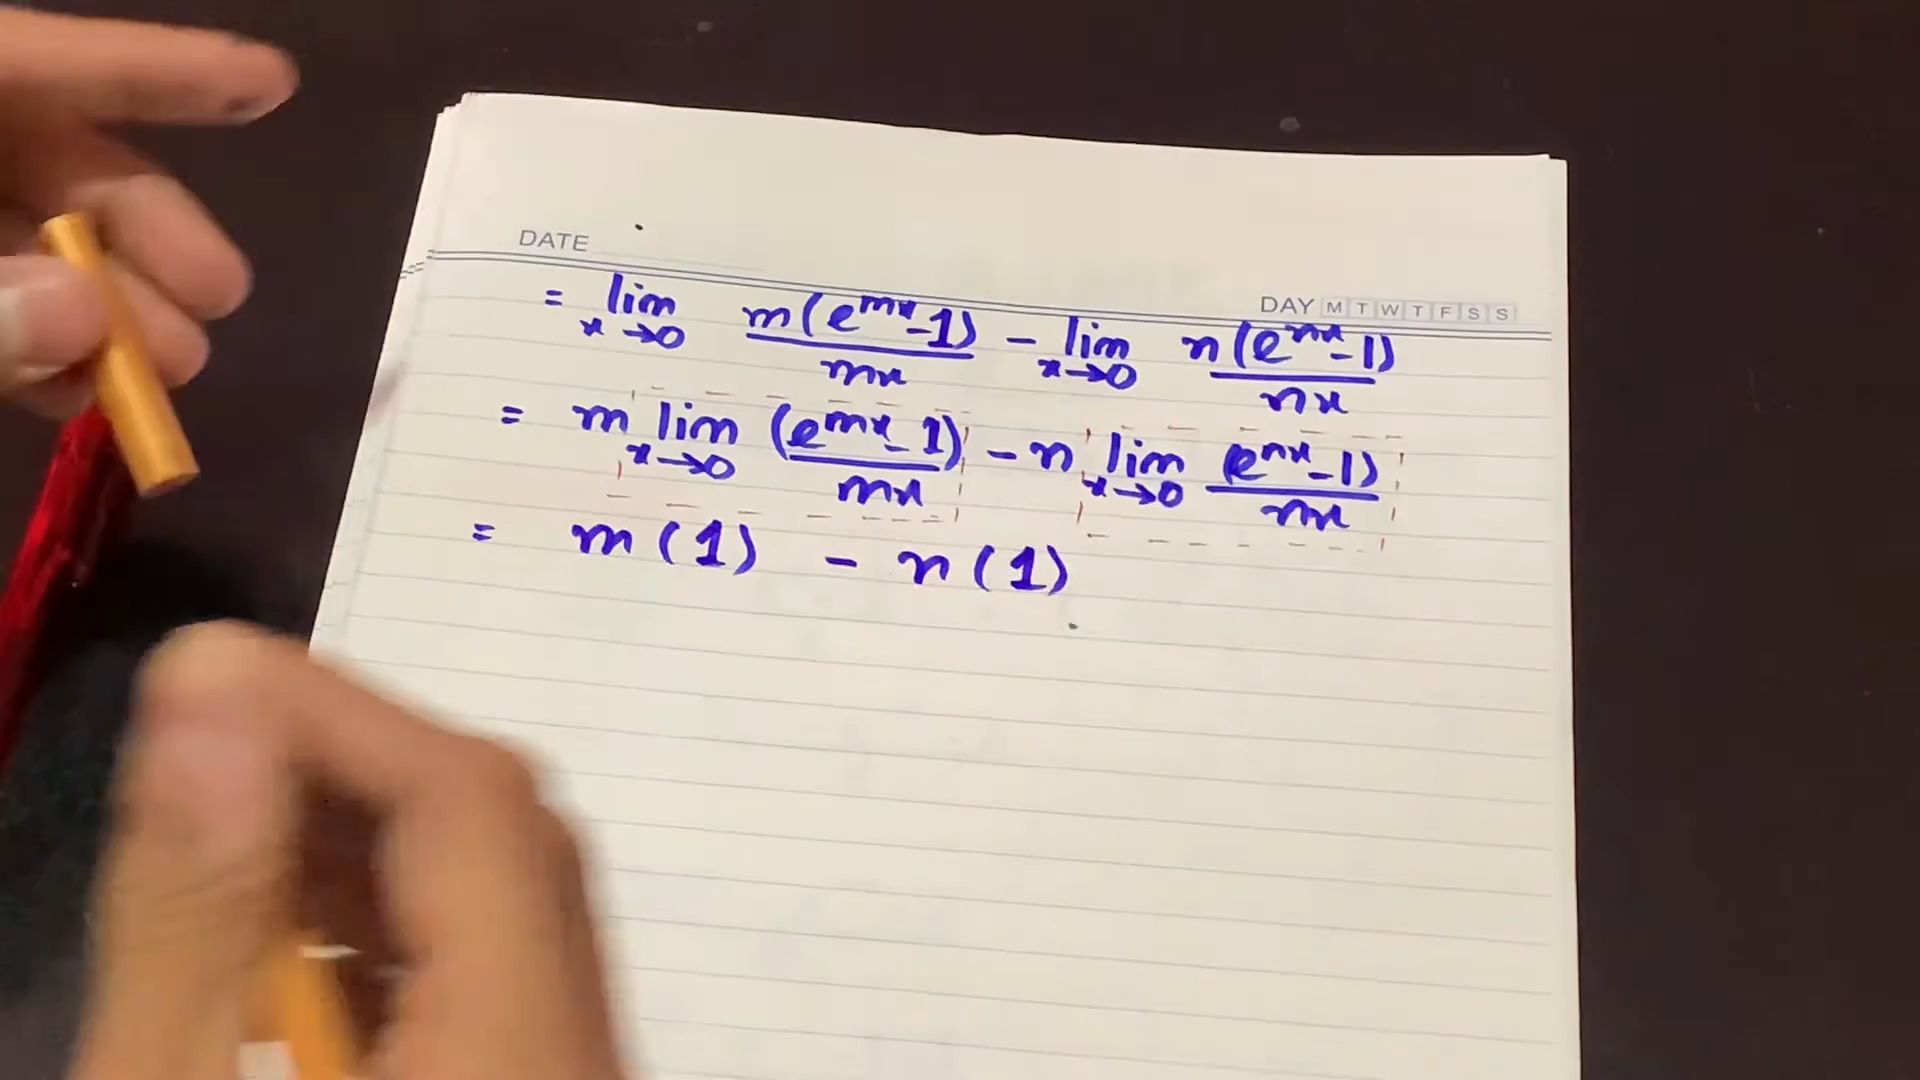 DATE
DAY M T W T F S S
= lim x→0 m(e^mx-1)/mx - lim x→0 n(e^nx-1)/nx
= m lim x→0 (e^mx-1)/mx - n lim x→0 (e^nx-1)/nx
= m(1) - n(1)